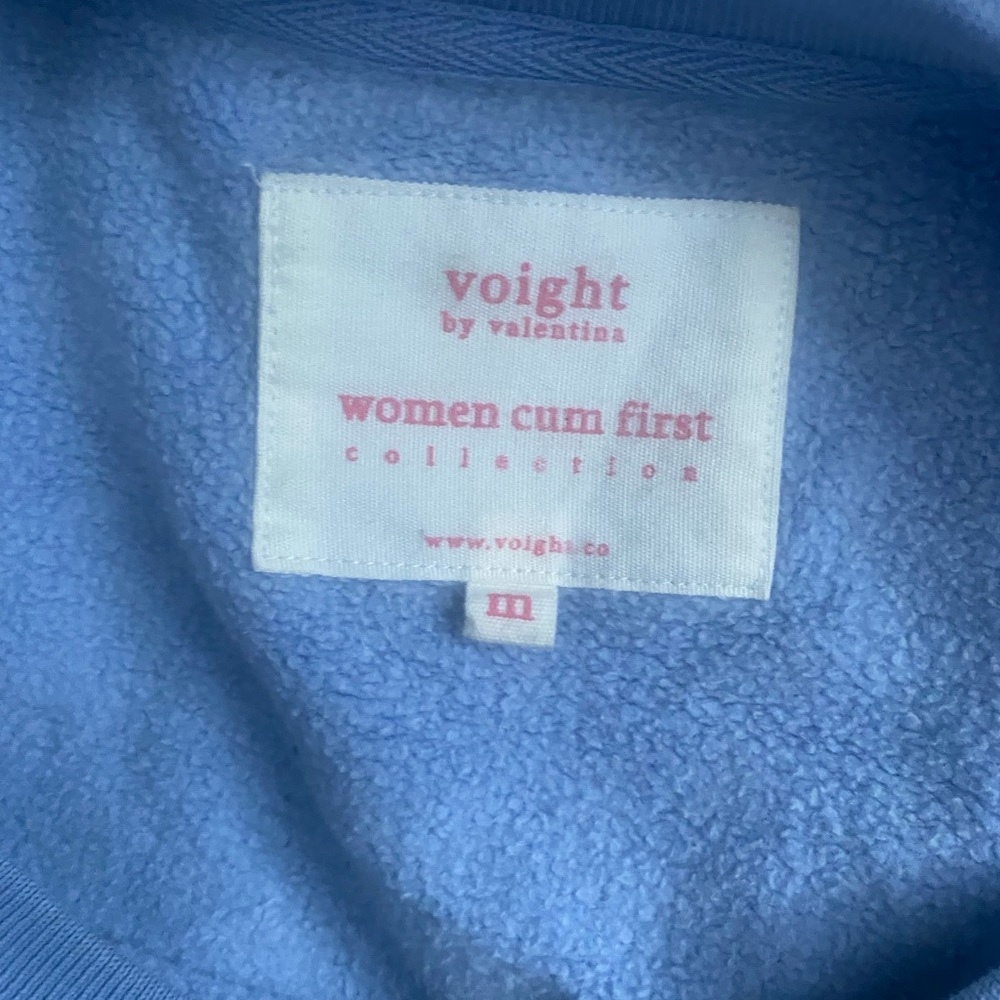 voight
by valentina
women cum first
collection
www.voight.co
m